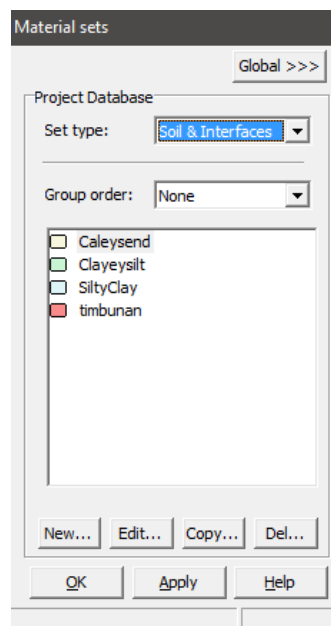 Material sets
Global >>>
Project Database
Set type: Soil & Interfaces
Group order: None
Caleysend
Clayeysilt
SiltyClay
timbunan
New... Edit... Copy... Del...
OK Apply Help